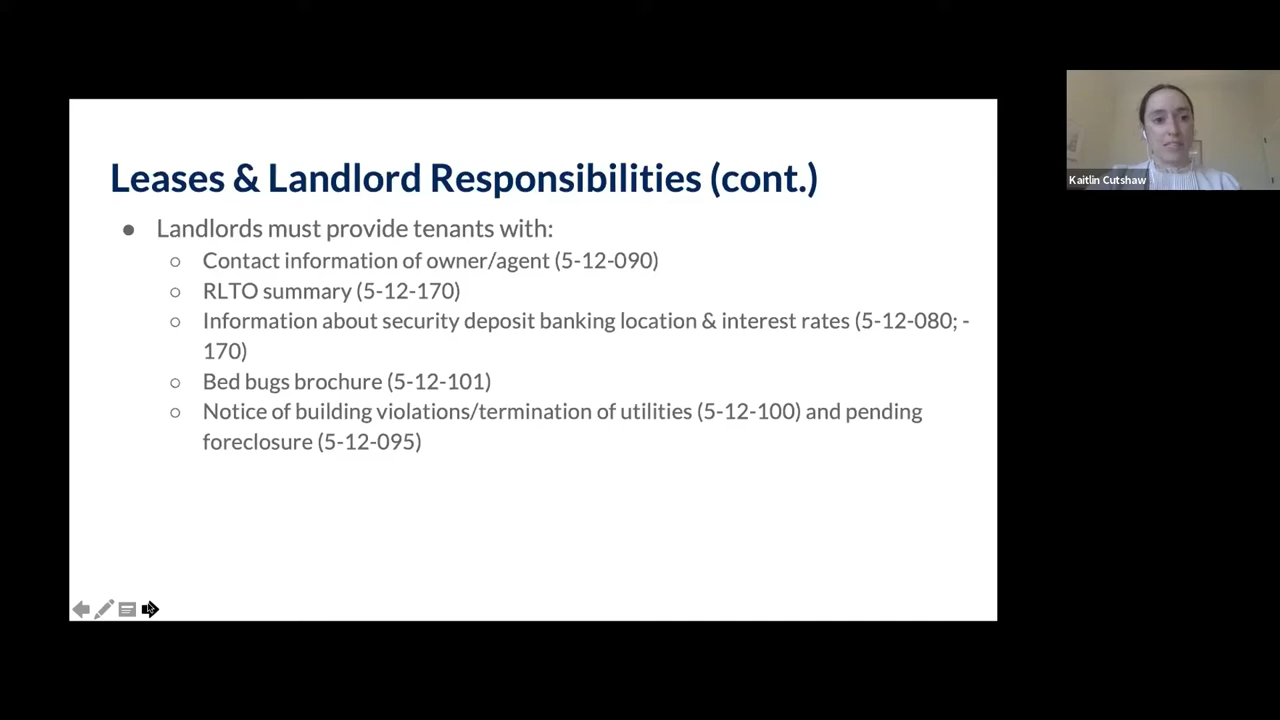 Leases & Landlord Responsibilities (cont.)
● Landlords must provide tenants with:
○ Contact information of owner/agent (5-12-090)
○ RLTO summary (5-12-170)
○ Information about security deposit banking location & interest rates (5-12-080; -
170)
○ Bed bugs brochure (5-12-101)
○ Notice of building violations/termination of utilities (5-12-100) and pending
foreclosure (5-12-095)
Kaitlin Cutshaw